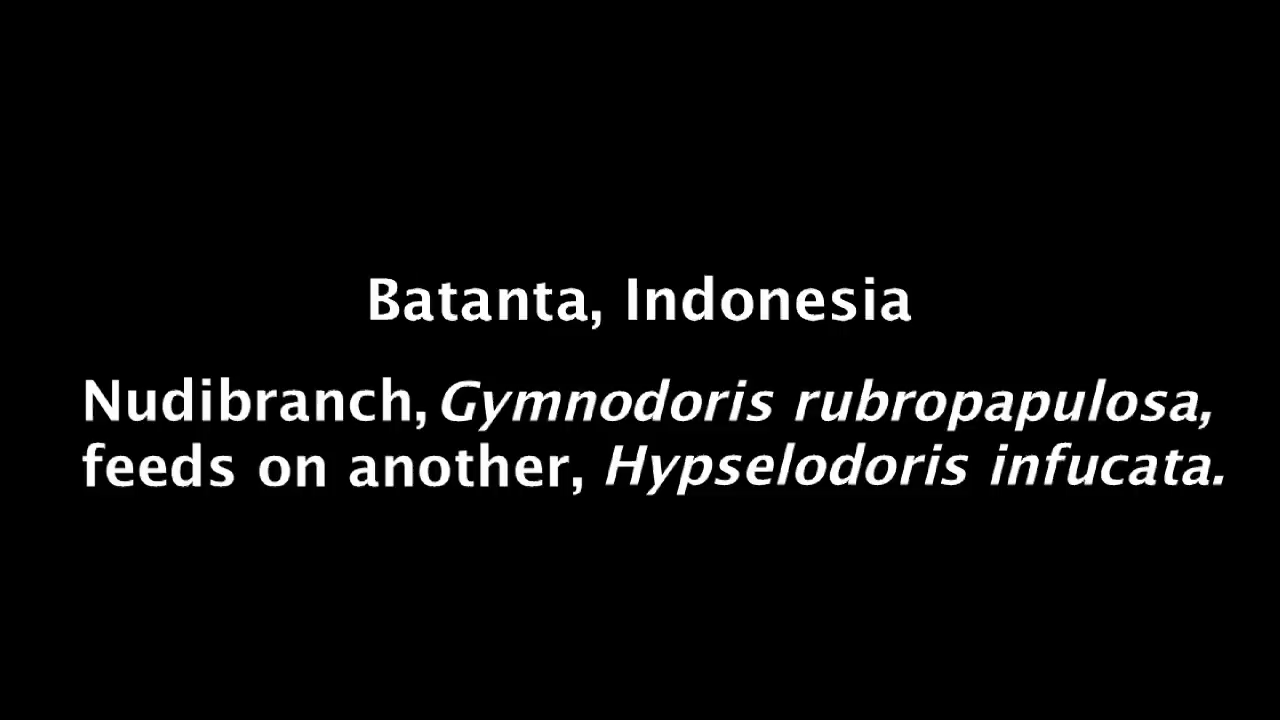 Batanta, Indonesia
Nudibranch, Gymnodoris rubropapulosa,
feeds on another, Hypselodoris infucata.